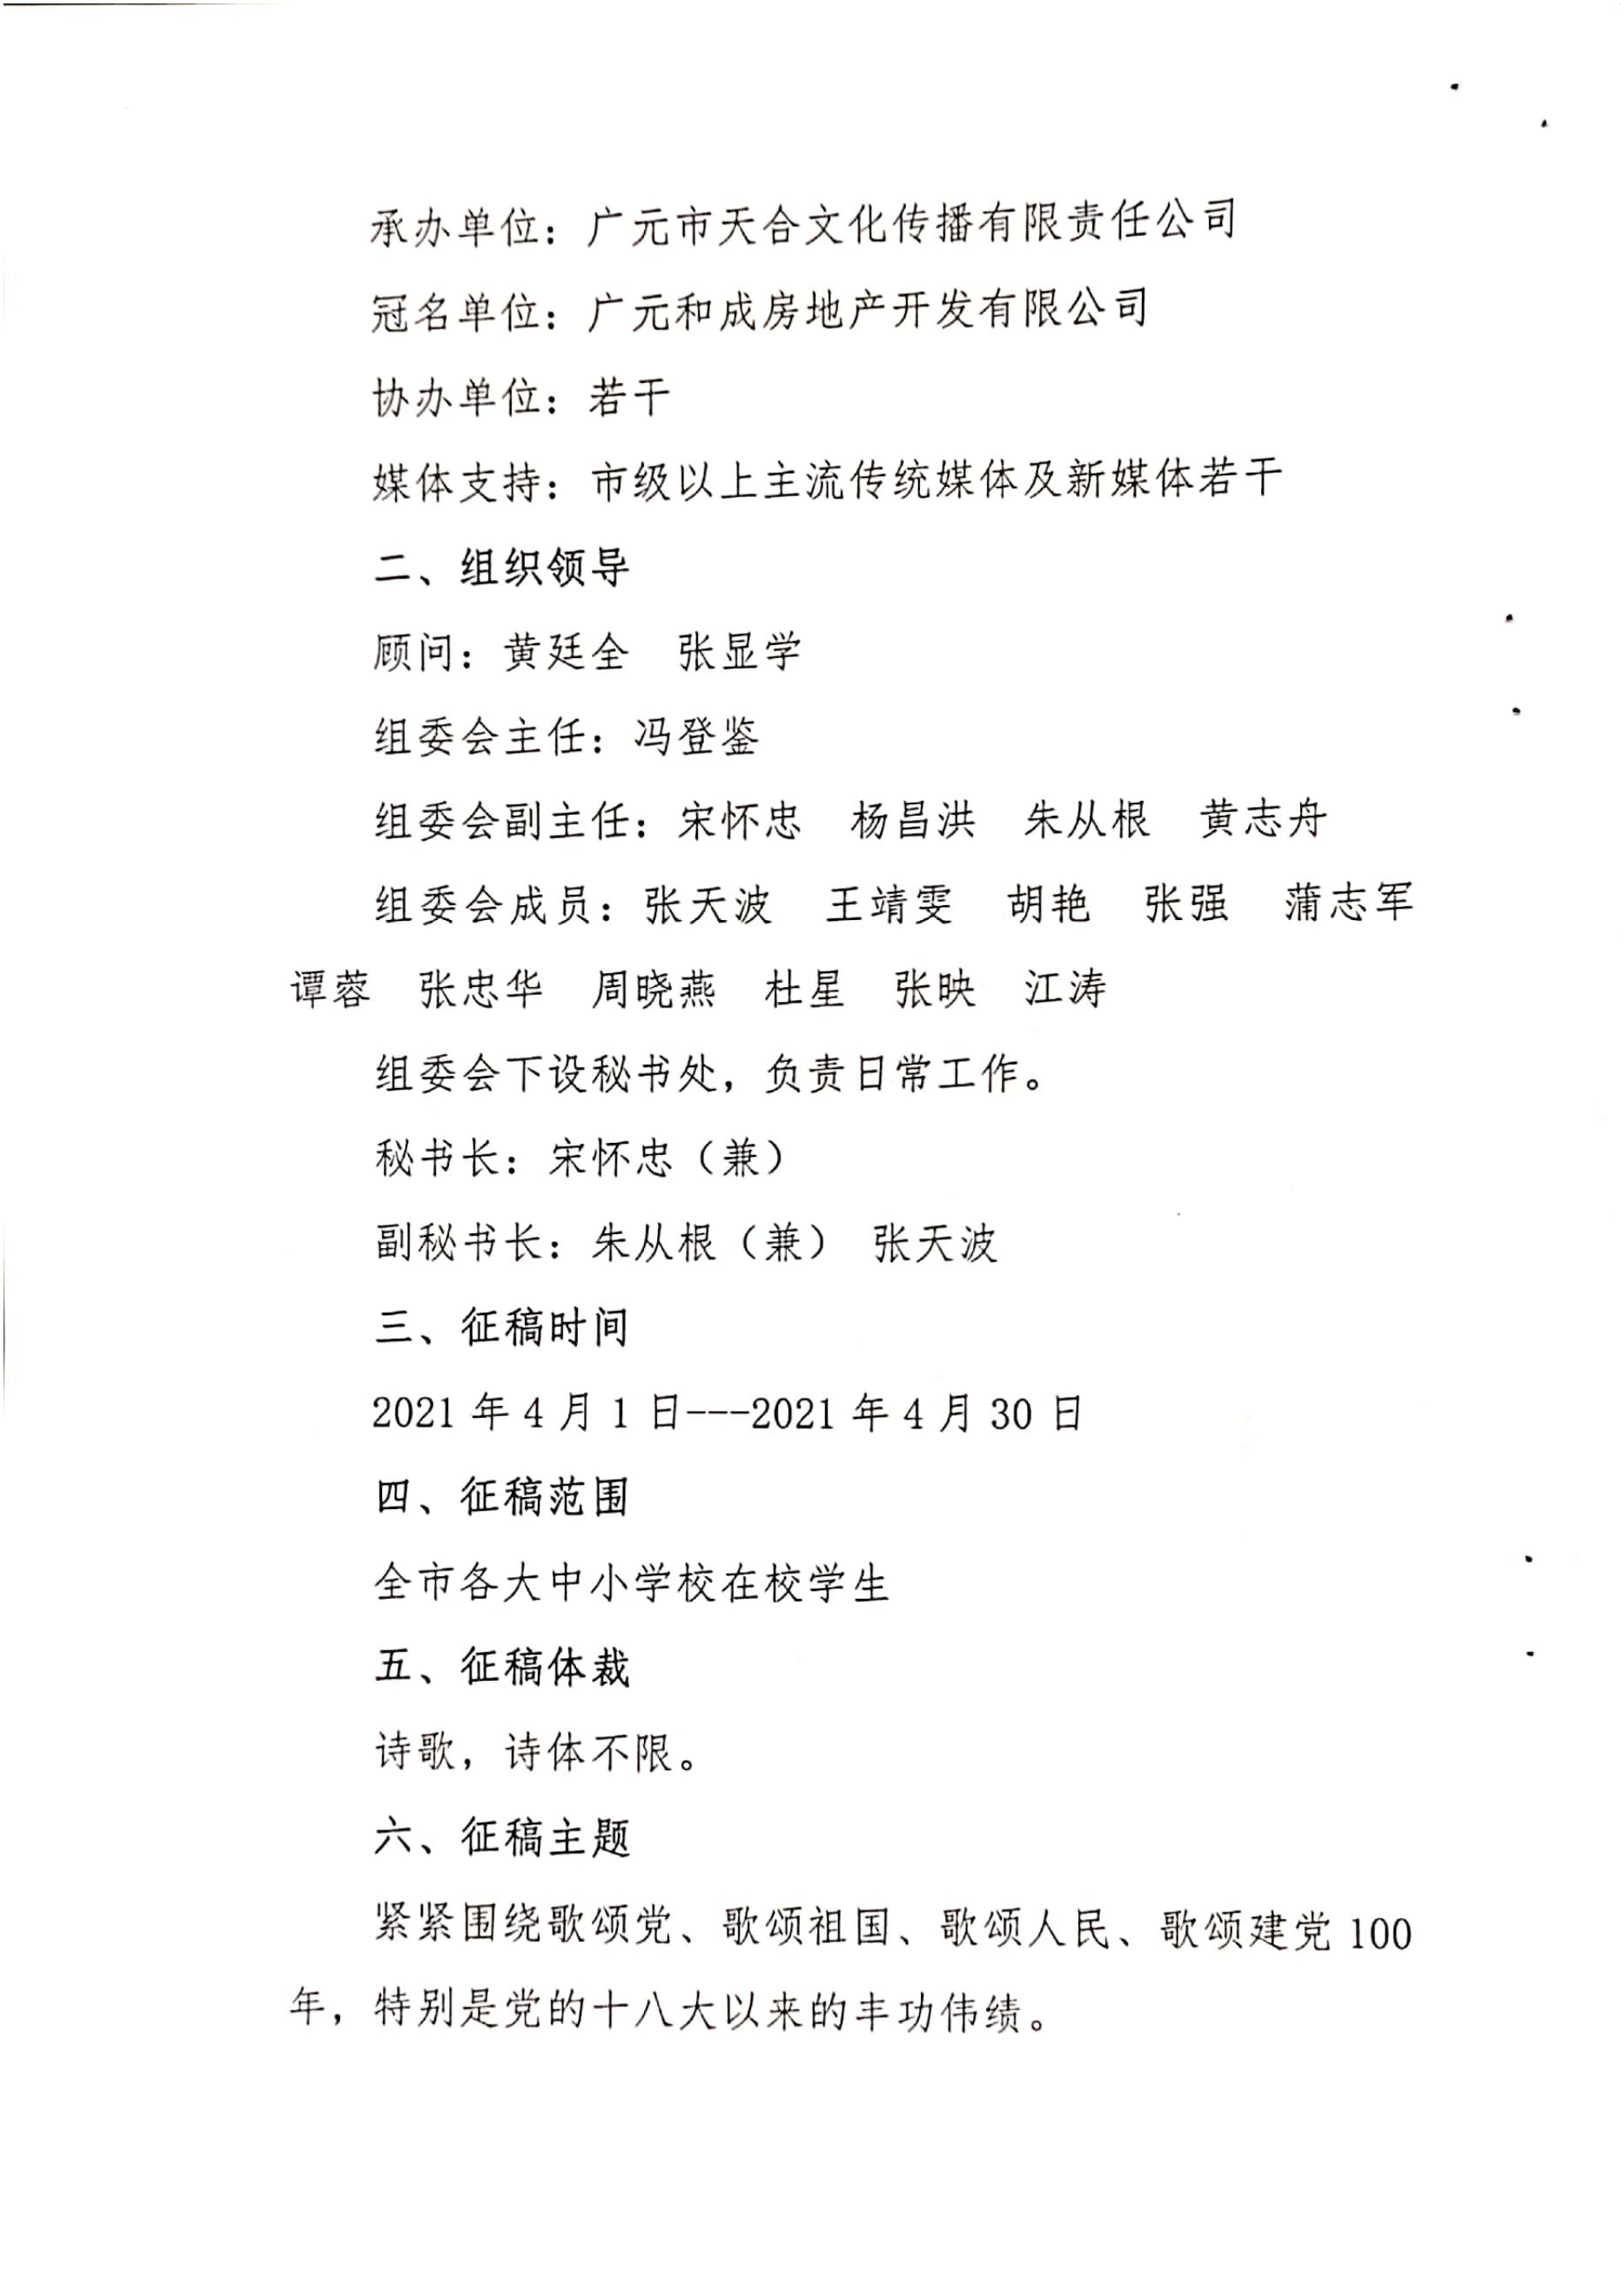 承办单位：广元市天合文化传播有限责任公司
冠名单位：广元和成房地产开发有限公司
协办单位：若干
媒体支持：市级以上主流传统媒体及新媒体若干
二、组织领导
顾问：黄廷全　张显学
组委会主任：冯登鉴
组委会副主任：宋怀忠　杨昌洪　朱从根　黄志舟
组委会成员：张天波　王靖雯　胡艳　张强　蒲志军
谭蓉　张忠华　周晓燕　杜星　张映　江涛
组委会下设秘书处，负责日常工作。
秘书长：宋怀忠（兼）
副秘书长：朱从根（兼）　张天波
三、征稿时间
2021 年 4 月 1 日---2021 年 4 月 30 日
四、征稿范围
全市各大中小学校在校学生
五、征稿体裁
诗歌，诗体不限。
六、征稿主题
紧紧围绕歌颂党、歌颂祖国、歌颂人民、歌颂建党 100
年，特别是党的十八大以来的丰功伟绩。